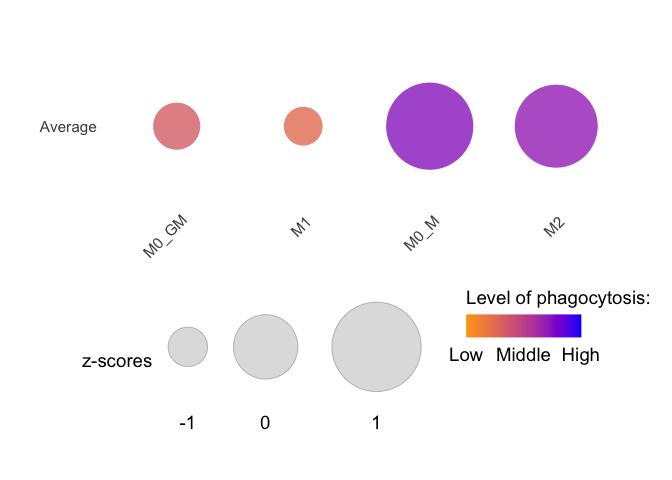 Average
M0_GM
M1
M0_M
M2
Level of phagocytosis:
Low Middle High
z-scores
-1 0 1